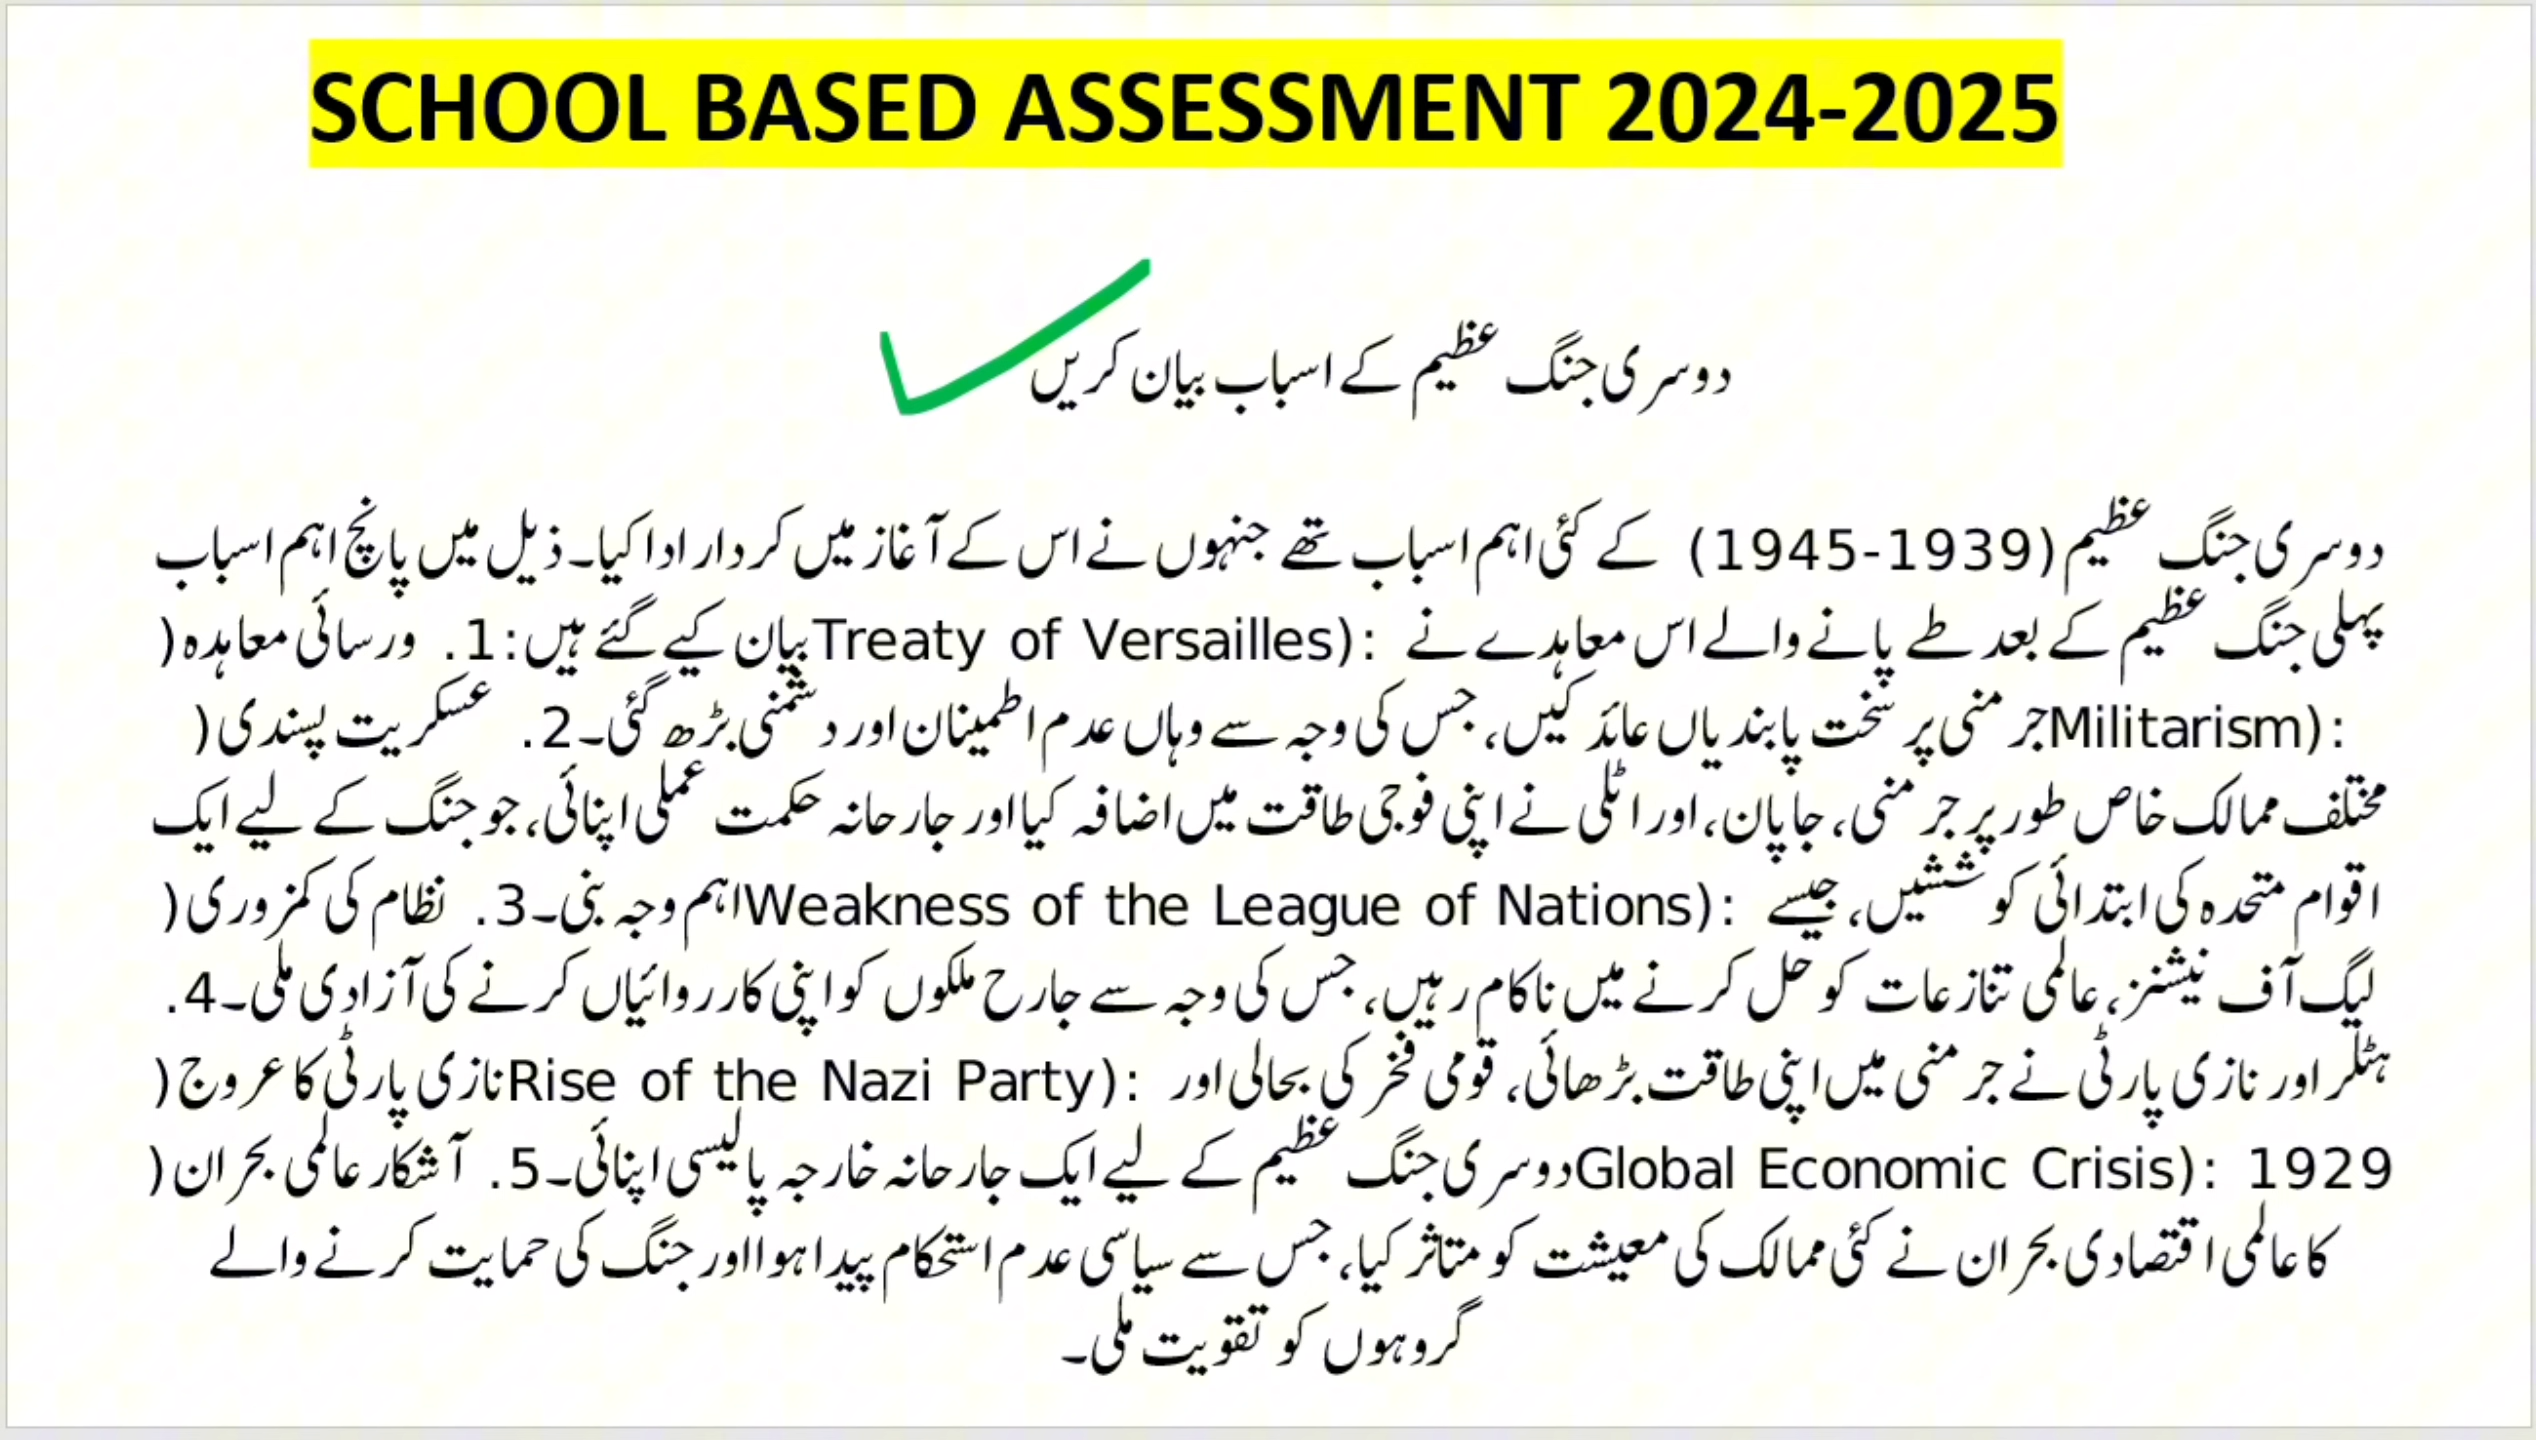 SCHOOL BASED ASSESSMENT 2024-2025
دوسری جنگ عظیم کے اسباب بیان کریں
دوسری جنگ عظیم (1939-1945) کے کئی اہم اسباب تھے جنہوں نے اس کے آغاز میں کردار ادا کیا۔ ذیل میں پانچ اہم اسباب
بیان کیے گئے ہیں: 1. ورسائی معاہدہ (Treaty of Versailles): پہلی جنگ عظیم کے بعد طے پانے والے اس معاہدے نے
جرمنی پر سخت پابندیاں عائد کیں، جس کی وجہ سے وہاں عدم اطمینان اور دشمنی بڑھ گئی۔ 2. عسکریت پسندی (Militarism):
مختلف ممالک خاص طور پر جرمنی، جاپان، اور اٹلی نے اپنی فوجی طاقت میں اضافہ کیا اور جارحانہ حکمت عملی اپنائی، جو جنگ کے لیے ایک
اہم وجہ بنی۔ 3. نظام کی کمزوری (Weakness of the League of Nations): اقوام متحدہ کی ابتدائی کوششیں، جیسے
لیگ آف نیشنز، عالمی تنازعات کو حل کرنے میں ناکام رہیں، جس کی وجہ سے جارح ملکوں کو اپنی کارروائیاں کرنے کی آزادی ملی۔ 4.
نازی پارٹی کا عروج (Rise of the Nazi Party): ہٹلر اور نازی پارٹی نے جرمنی میں اپنی طاقت بڑھائی، قومی فخر کی بحالی اور
دوسری جنگ عظیم کے لیے ایک جارحانہ خارجہ پالیسی اپنائی۔ 5. آشکار عالمی بحران (Global Economic Crisis): 1929
کا عالمی اقتصادی بحران نے کئی ممالک کی معیشت کو متاثر کیا، جس سے سیاسی عدم استحکام پیدا ہوا اور جنگ کی حمایت کرنے والے
گروہوں کو تقویت ملی۔